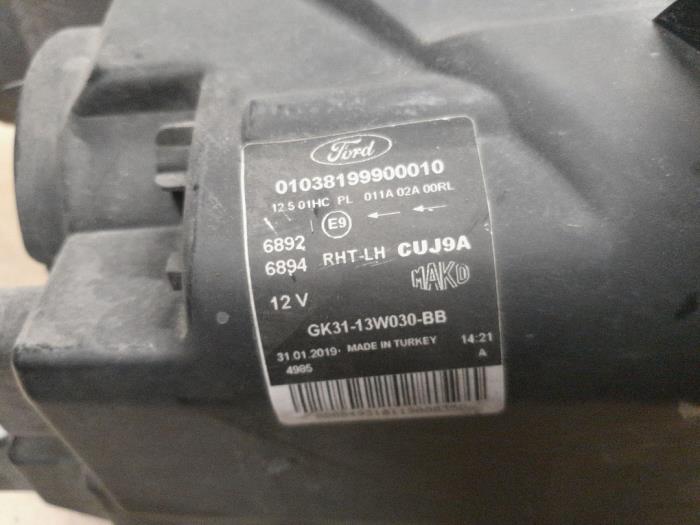 Ford
01038199900010
12.5 01HC PL 011A 02A 00RL
E9
6892
6894 RHT-LH CUJ9A
MAKO
12 V
GK31-13W030-BB
31.01.2019 MADE IN TURKEY 14:21
4985 A